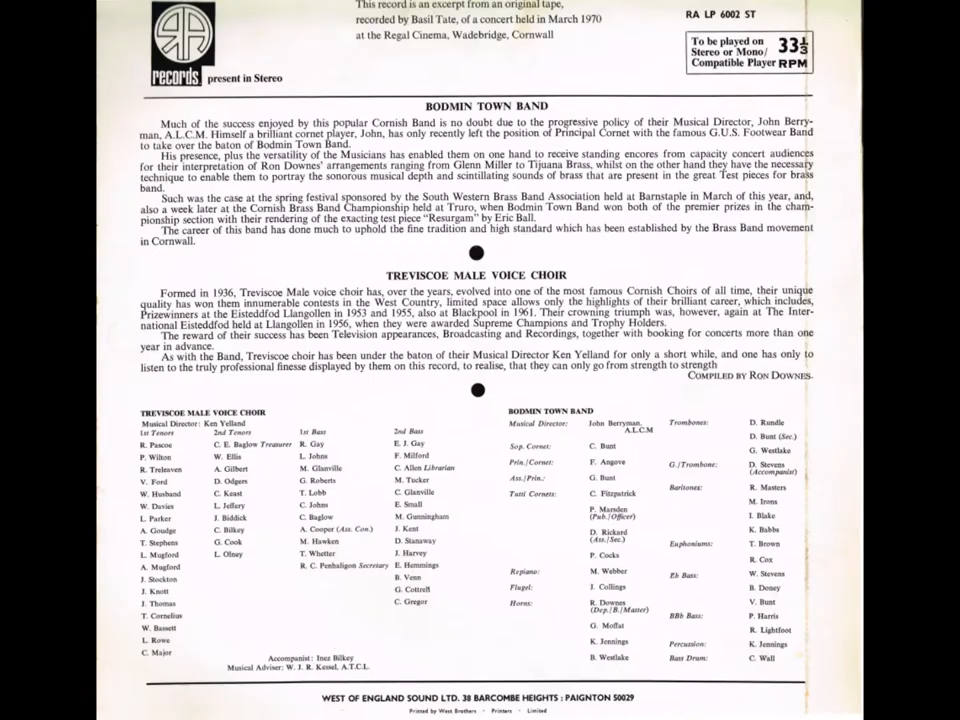 This record is an excerpt from an original tape,
recorded by Basil Tate, of a concert held in March 1970
at the Regal Cinema, Wadebridge, Cornwall
RA LP 6002 ST
To be played on
Stereo or Mono/
Compatible Player
33⅓
RPM
records present in Stereo
BODMIN TOWN BAND
Much of the success enjoyed by this popular Cornish Band is no doubt due to the progressive policy of their Musical Director, John Berry-
man, A.L.C.M. Himself a brilliant cornet player, John, has only recently left the position of Principal Cornet with the famous G.U.S. Footwear Band
to take over the baton of Bodmin Town Band.
His presence, plus the versatility of the Musicians has enabled them on one hand to receive standing encores from capacity concert audiences
for their interpretation of Ron Downes' arrangements ranging from Glenn Miller to Tijuana Brass, whilst on the other hand they have the necessary
technique to enable them to portray the sonorous musical depth and scintillating sounds of brass that are present in the great Test pieces for brass
band.
Such was the case at the spring festival sponsored by the South Western Brass Band Association held at Barnstaple in March of this year, and,
also a week later at the Cornish Brass Band Championship held at Truro, when Bodmin Town Band won both of the premier prizes in the cham-
pionship section with their rendering of the exacting test piece "Resurgam" by Eric Ball.
The career of this band has done much to uphold the fine tradition and high standard which has been established by the Brass Band movement
in Cornwall.
TREVISCOE MALE VOICE CHOIR
Formed in 1936, Treviscoe Male voice choir has, over the years, evolved into one of the most famous Cornish Choirs of all time, their unique
quality has won them innumerable contests in the West Country, limited space allows only the highlights of their brilliant career, which includes,
Prizewinners at the Eisteddfod Llangollen in 1953 and 1955, also at Blackpool in 1961. Their crowning triumph was, however, again at The Inter-
national Eisteddfod held at Llangollen in 1956, when they were awarded Supreme Champions and Trophy Holders.
The reward of their success has been Television appearances, Broadcasting and Recordings, together with booking for concerts more than one
year in advance.
As with the Band, Treviscoe choir has been under the baton of their Musical Director Ken Yelland for only a short while, and one has only to
listen to the truly professional finesse displayed by them on this record, to realise, that they can only go from strength to strength
COMPILED BY RON DOWNES.
TREVISCOE MALE VOICE CHOIR
Musical Director: Ken Yelland
1st Tenors
R. Pascoe
P. Wilton
R. Treleaven
V. Ford
W. Husband
W. Davies
L. Parker
A. Goudge
T. Stephens
L. Mugford
A. Mugford
J. Stockton
J. Knott
J. Thomas
T. Cornelius
W. Bassett
L. Rowe
C. Major
2nd Tenors
C. E. Baglow Treasurer
W. Ellis
A. Gilbert
D. Odgers
C. Keast
L. Jeffery
J. Biddick
C. Bilkey
G. Cook
L. Olney
1st Bass
R. Gay
L. Johns
M. Glanville
G. Roberts
T. Lobb
C. Johns
C. Baglow
A. Cooper (Ass. Con.)
M. Hawken
T. Whetter
R. C. Penhaligon Secretary
2nd Bass
E. J. Gay
F. Milford
C. Allen Librarian
M. Tucker
C. Glanville
E. Small
M. Gunningham
J. Kent
D. Stanaway
J. Harvey
E. Hemmings
B. Venn
G. Cottrell
C. Gregor
Accompanist: Inez Bilkey
Musical Adviser: W. J. R. Kessel, A.T.C.L.
BODMIN TOWN BAND
Musical Director: John Berryman,
A.L.C.M
Sop. Cornet: C. Bunt
Prin./Cornet: F. Angove
Ass./Prin.: G. Bunt
Tutti Cornets: C. Fitzpatrick
P. Marsden
(Pub./Officer)
D. Rickard
(Ass./Sec.)
P. Cocks
Repiano: M. Webber
Flugel: J. Collings
Horns: R. Downes
(Dep./B./Master)
G. Moffat
K. Jennings
B. Westlake
Trombones: D. Rundle
D. Bunt (Sec.)
G. Westlake
G./Trombone: D. Stevens
(Accompanist)
Baritones: R. Masters
M. Irons
I. Blake
K. Babbs
Euphoniums: T. Brown
R. Cox
Eb Bass: W. Stevens
B. Doney
V. Bunt
BBb Bass: P. Harris
R. Lightfoot
Percussion: K. Jennings
Bass Drum: C. Wall
WEST OF ENGLAND SOUND LTD. 38 BARCOMBE HEIGHTS : PAIGNTON 50029
Printed by West Brothers · Printers · Limited